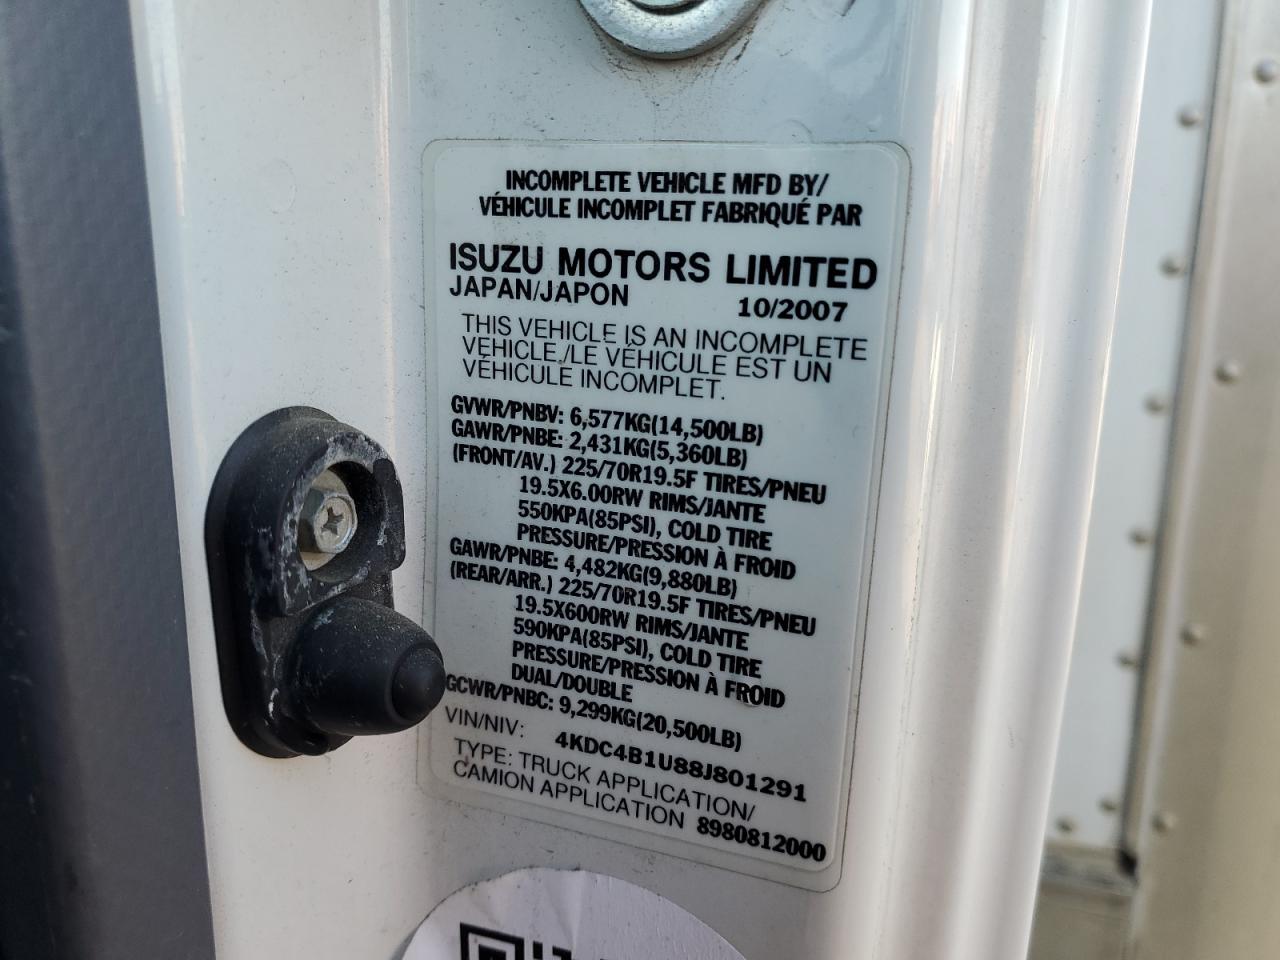 INCOMPLETE VEHICLE MFD BY/
VÉHICULE INCOMPLET FABRIQUÉ PAR
ISUZU MOTORS LIMITED
JAPAN/JAPON 10/2007
THIS VEHICLE IS AN INCOMPLETE
VEHICLE./LE VÉHICULE EST UN
VÉHICULE INCOMPLET.
GVWR/PNBV: 6,577KG(14,500LB)
GAWR/PNBE: 2,431KG(5,360LB)
(FRONT/AV.) 225/70R19.5F TIRES/PNEU
19.5X6.00RW RIMS/JANTE
550KPA(85PSI), COLD TIRE
PRESSURE/PRESSION À FROID
GAWR/PNBE: 4,482KG(9,880LB)
(REAR/ARR.) 225/70R19.5F TIRES/PNEU
19.5X600RW RIMS/JANTE
590KPA(85PSI), COLD TIRE
PRESSURE/PRESSION À FROID
DUAL/DOUBLE
GCWR/PNBC: 9,299KG(20,500LB)
VIN/NIV: 4KDC4B1U88J801291
TYPE: TRUCK APPLICATION/
CAMION APPLICATION 8980812000